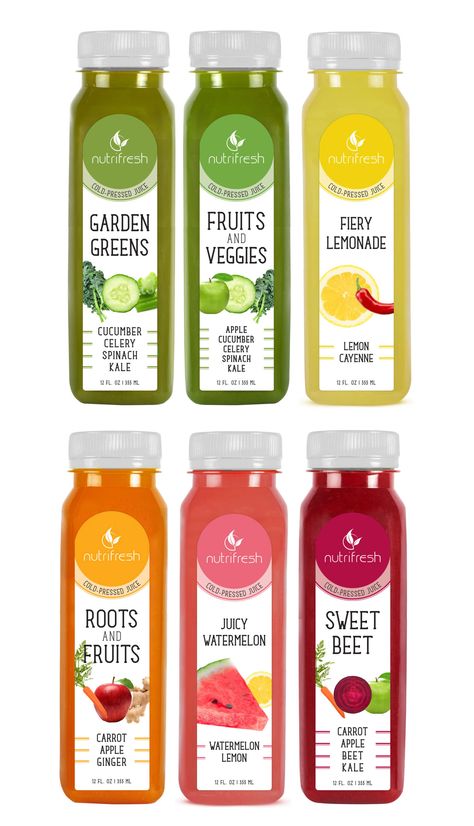 nutrifresh
COLD-PRESSED JUICE
GARDEN
GREENS
CUCUMBER
CELERY
SPINACH
KALE
12 FL. OZ | 355 ML
nutrifresh
COLD-PRESSED JUICE
FRUITS
AND
VEGGIES
APPLE
CUCUMBER
CELERY
SPINACH
KALE
12 FL. OZ | 355 ML
nutrifresh
COLD-PRESSED JUICE
FIERY
LEMONADE
LEMON
CAYENNE
12 FL. OZ | 355 ML
nutrifresh
COLD-PRESSED JUICE
ROOTS
AND
FRUITS
CARROT
APPLE
GINGER
12 FL. OZ | 355 ML
nutrifresh
COLD-PRESSED JUICE
JUICY
WATERMELON
WATERMELON
LEMON
12 FL. OZ | 355 ML
nutrifresh
COLD-PRESSED JUICE
SWEET
BEET
CARROT
APPLE
BEET
KALE
12 FL. OZ | 355 ML